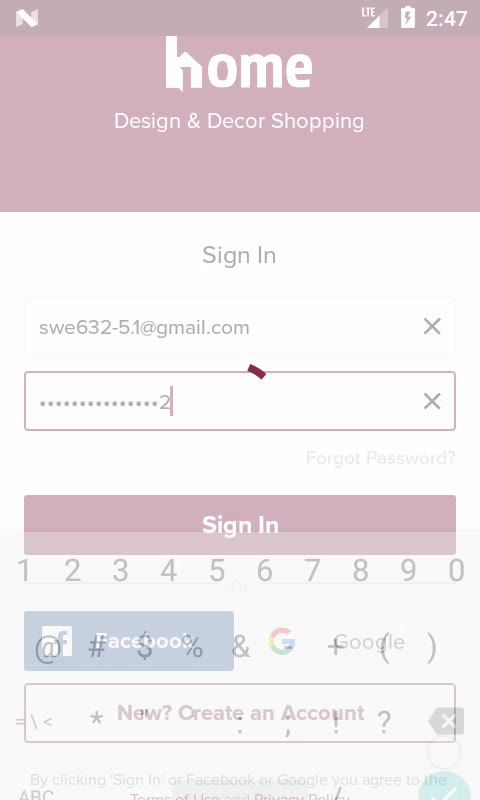 LTE 2:47
home
Design & Decor Shopping
Sign In
swe632-5.1@gmail.com
•••••••••••••••2
Forgot Password?
Sign In
1 2 3 4 5 6 7 8 9 0
Or
Facebook
Google
@ # $ % & - + ( )
New? Create an Account
= \ < * " ' : ; ! ?
By clicking 'Sign In' or Facebook or Google you agree to the
Terms of Use and Privacy Policy
ABC , /